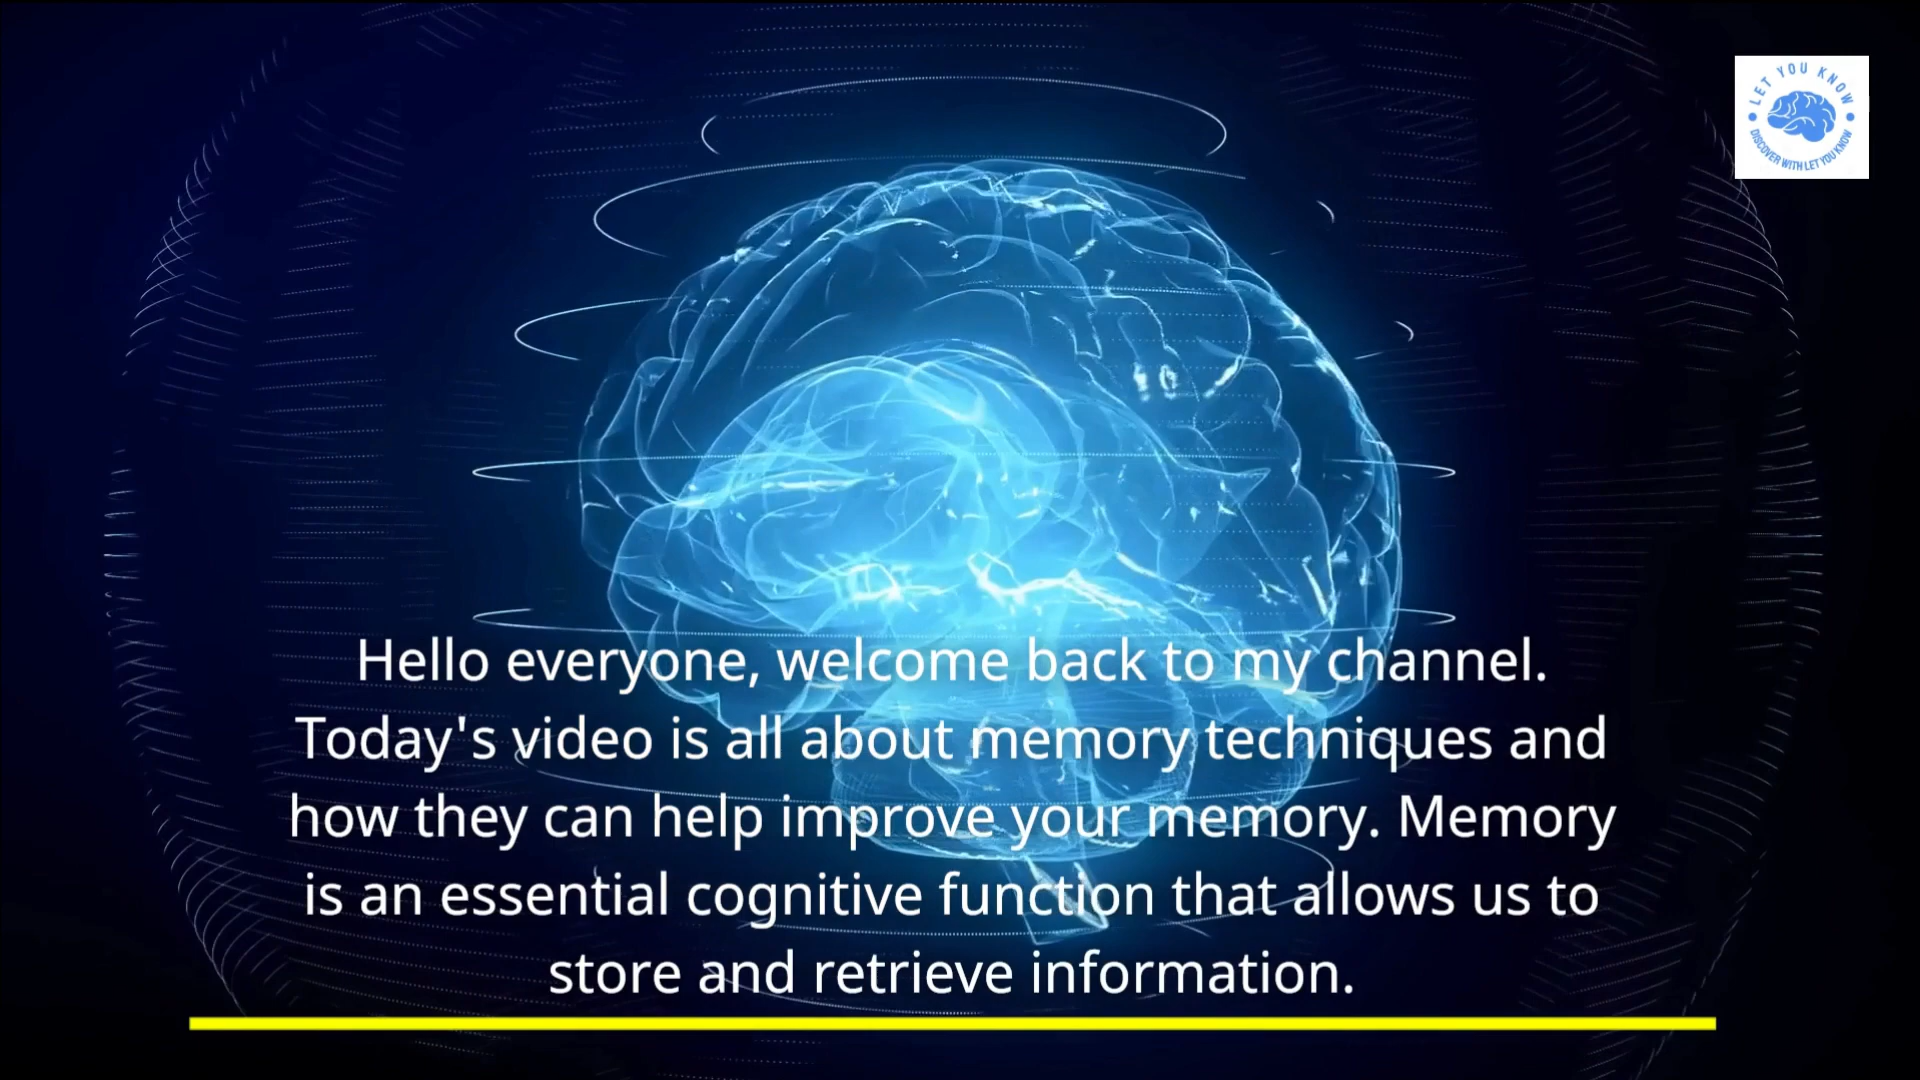 LET YOU KNOW
DISCOVER WITH LET YOU KNOW
Hello everyone, welcome back to my channel.
Today's video is all about memory techniques and
how they can help improve your memory. Memory
is an essential cognitive function that allows us to
store and retrieve information.